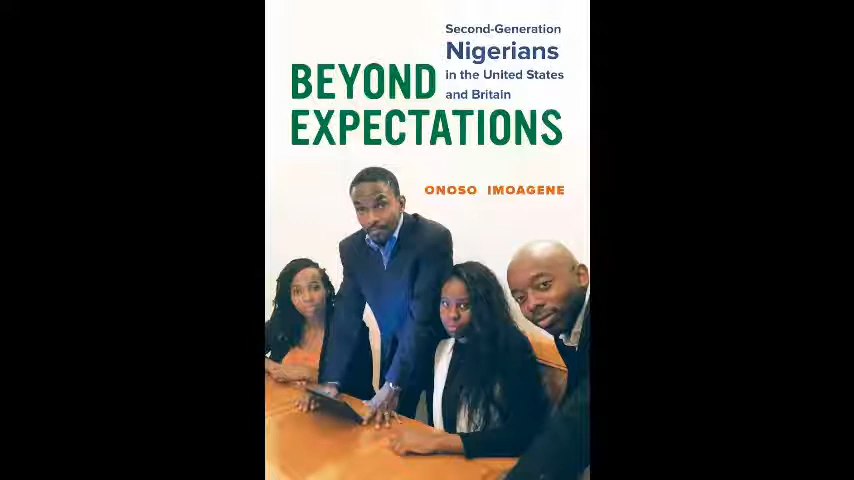 Second-Generation
Nigerians
in the United States
and Britain
BEYOND
EXPECTATIONS
ONOSO IMOAGENE